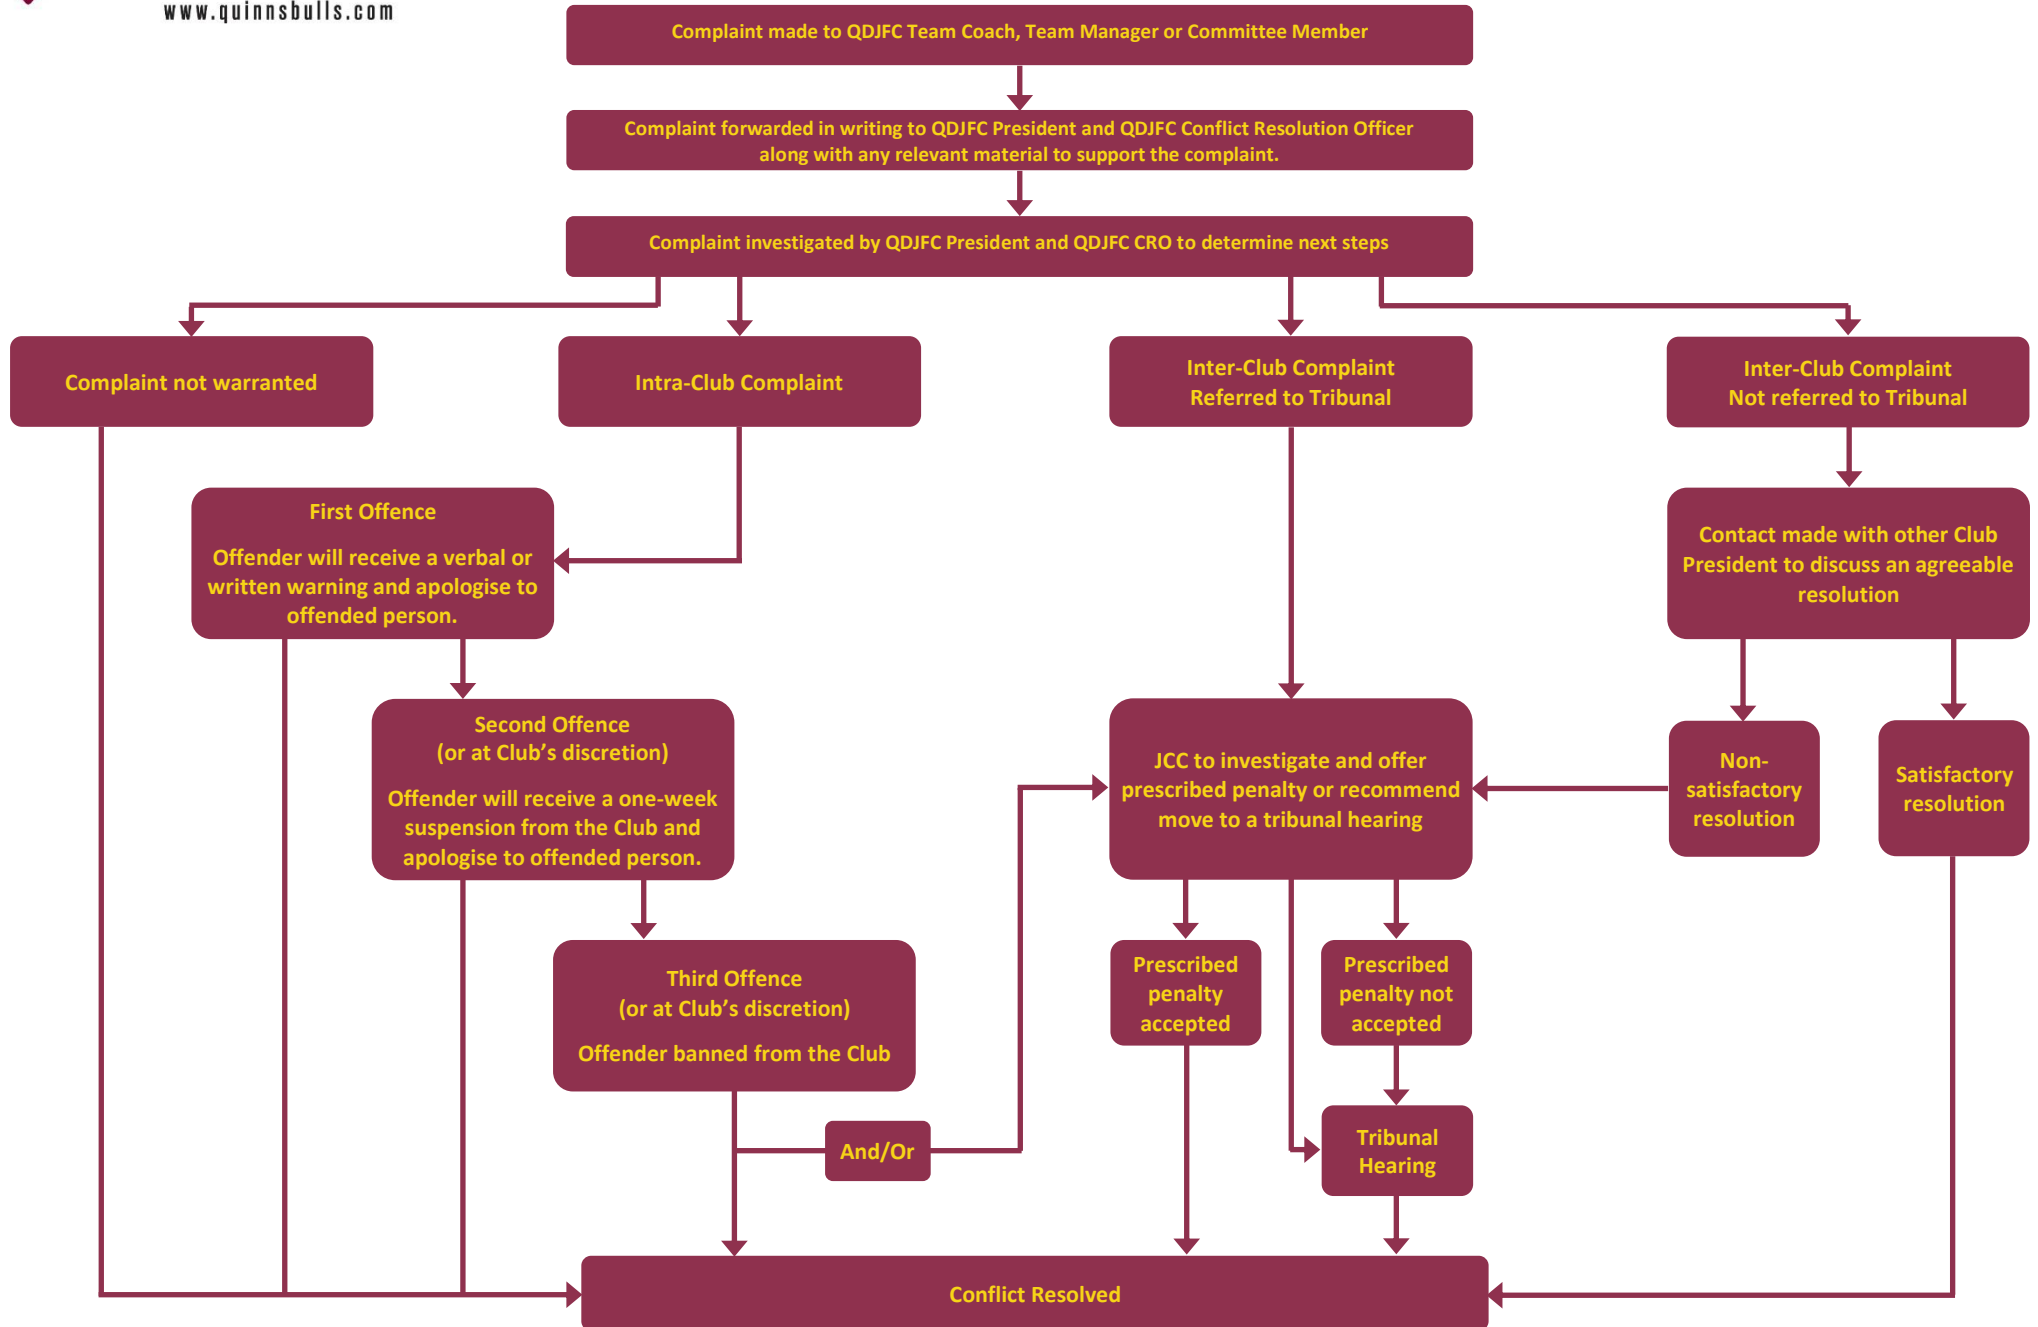 www.quinnsbulls.com
Complaint made to QDJFC Team Coach, Team Manager or Committee Member
Complaint forwarded in writing to QDJFC President and QDJFC Conflict Resolution Officer
along with any relevant material to support the complaint.
Complaint investigated by QDJFC President and QDJFC CRO to determine next steps
Complaint not warranted
Intra-Club Complaint
Inter-Club Complaint
Referred to Tribunal
Inter-Club Complaint
Not referred to Tribunal
First Offence
Offender will receive a verbal or
written warning and apologise to
offended person.
Contact made with other Club
President to discuss an agreeable
resolution
Second Offence
(or at Club’s discretion)
Offender will receive a one-week
suspension from the Club and
apologise to offended person.
JCC to investigate and offer
prescribed penalty or recommend
move to a tribunal hearing
Non-
satisfactory
resolution
Satisfactory
resolution
Third Offence
(or at Club’s discretion)
Offender banned from the Club
Prescribed
penalty
accepted
Prescribed
penalty not
accepted
And/Or
Tribunal
Hearing
Conflict Resolved